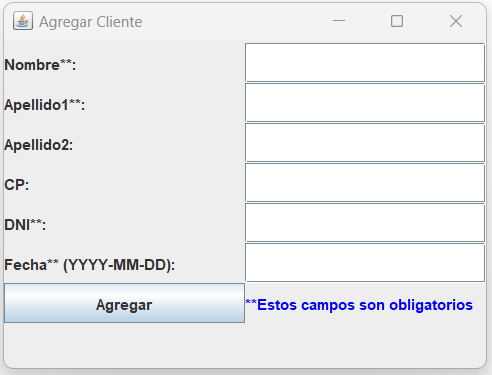 Agregar Cliente
Nombre**:
Apellido1**:
Apellido2:
CP:
DNI**:
Fecha** (YYYY-MM-DD):
Agregar **Estos campos son obligatorios